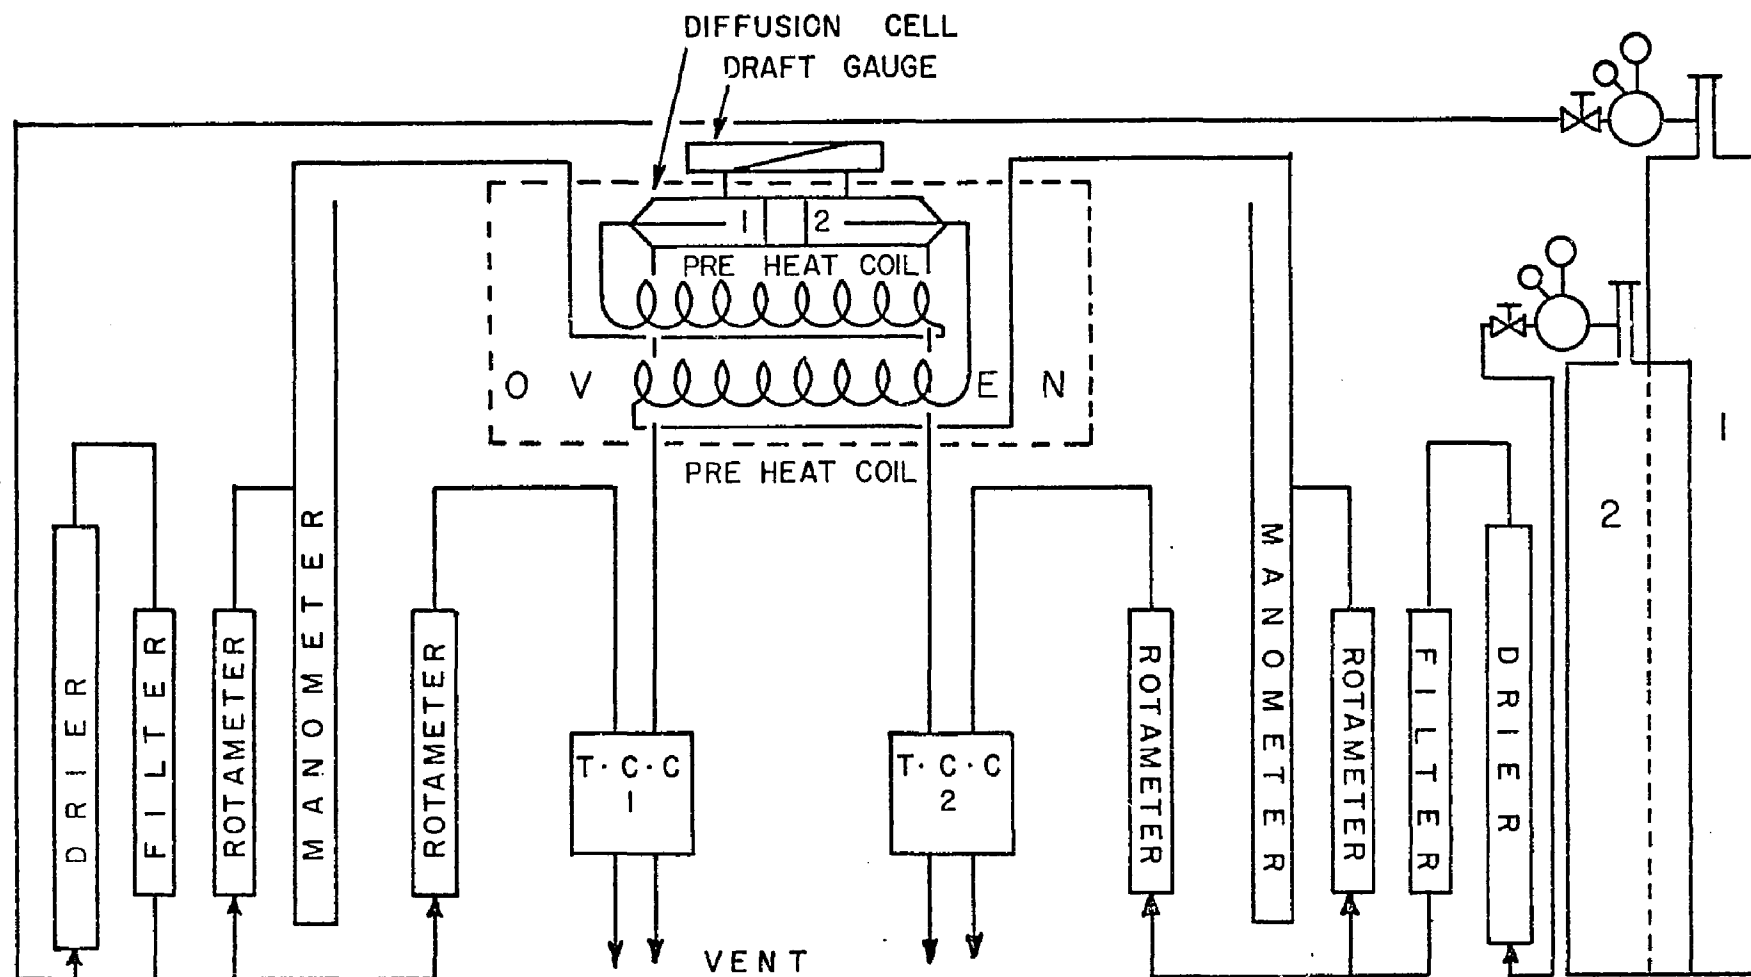 DIFFUSION CELL
DRAFT GAUGE
1 2
PRE HEAT COIL
O V E N
PRE HEAT COIL
DRIER
FILTER
ROTAMETER
MANOMETER
ROTAMETER
T.C.C
1
T.C.C
2
ROTAMETER
MANOMETER
ROTAMETER
FILTER
DRIER
2
1
VENT